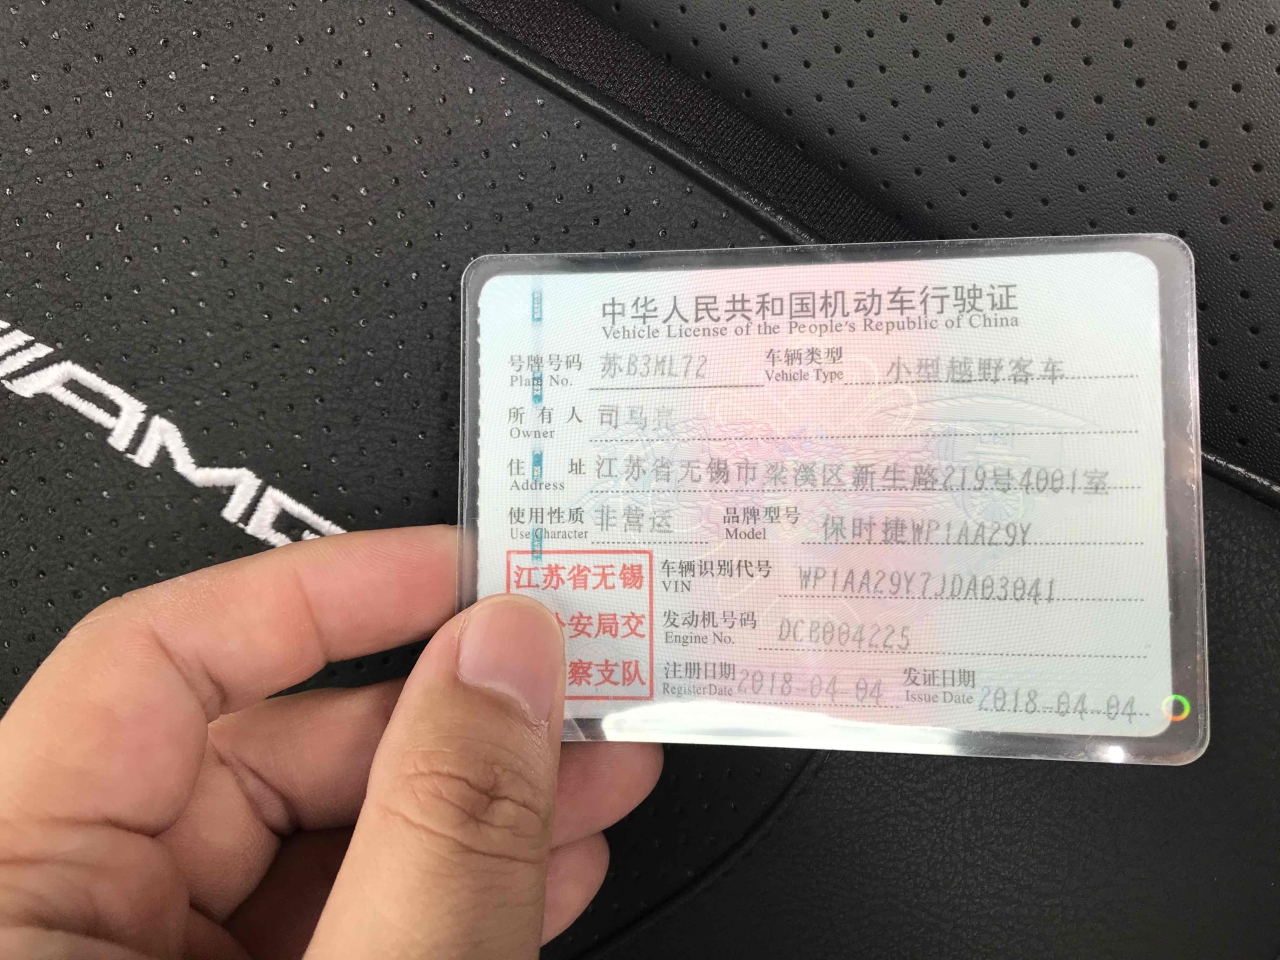 AMG
中华人民共和国机动车行驶证
Vehicle License of the People's Republic of China
号牌号码 苏B3ML72 车辆类型 小型越野客车
Plate No. Vehicle Type
所有人 司马亮
Owner
住址 江苏省无锡市梁溪区新生路219号4001室
Address
使用性质 非营运 品牌型号 保时捷WP1AA29Y
Use Character Model
江苏省无锡
公安局交
察支队
车辆识别代号 WP1AA29Y7JDA03041
VIN
发动机号码 DCB004225
Engine No.
注册日期 2018-04-04 发证日期 2018-04-04
Register Date Issue Date